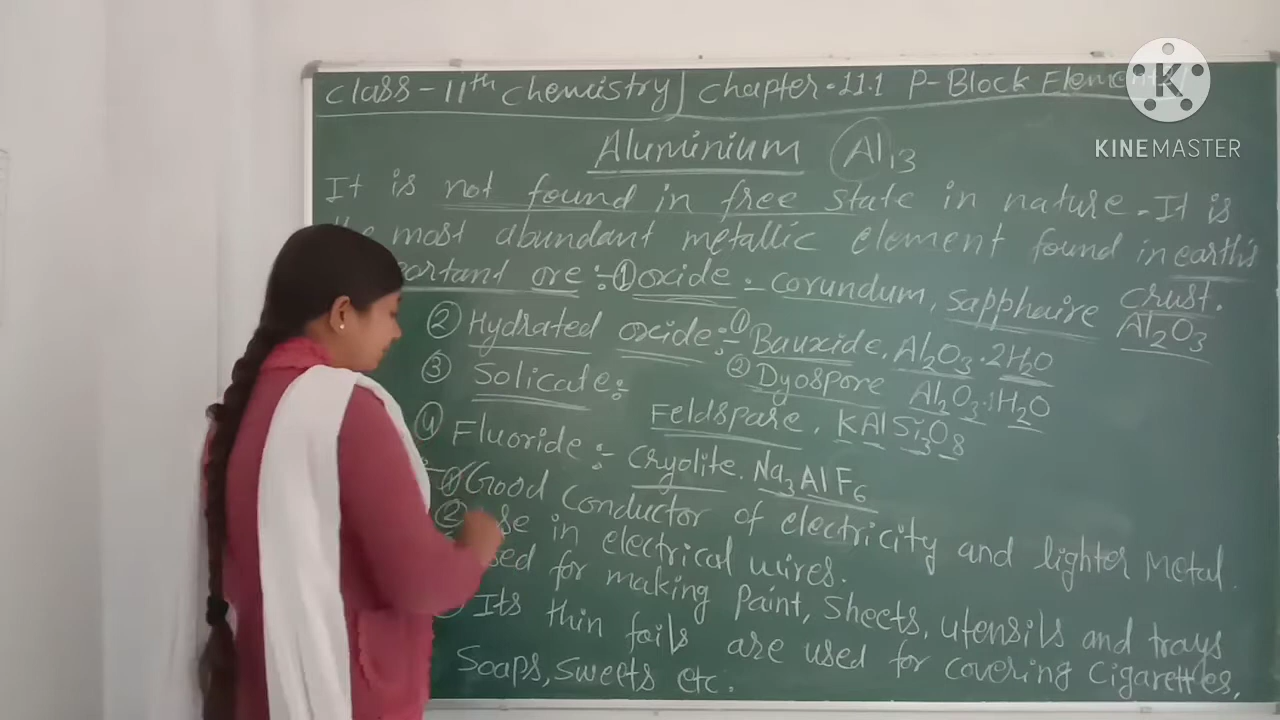 class-11th chemistry] chapter-11.1 P-Block Elements
KINEMASTER
Aluminium Al13
It is not found in free state in nature. It is
most abundant metallic element found in earth's
crust.
ore :- ① oxide :- corundum, sapphaire Al2O3
② Hydrated oxide :- ① Bauxide, Al2O3·2H2O
② Dyospore Al2O3·1H2O
③ Solicate :-
Feldspare, KAlSi3O8
④ Fluoride :- cryolite. Na3AlF6
① Good conductor of electricity and lighter metal.
② in electrical wires.
for making paint, sheets, utensils and trays
Its thin foils are used for covering cigarettes,
Soaps, sweets etc.